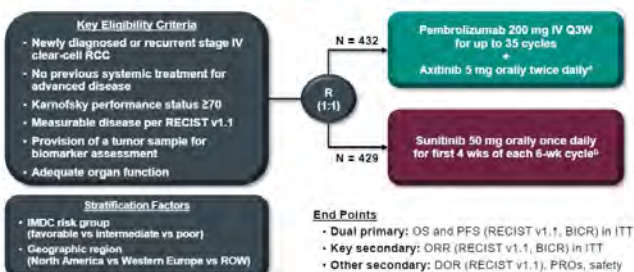 Key Eligibility Criteria
• Newly diagnosed or recurrent stage IV
clear-cell RCC
• No previous systemic treatment for
advanced disease
• Karnofsky performance status ≥70
• Measurable disease per RECIST v1.1
• Provision of a tumor sample for
biomarker assessment
• Adequate organ function
Stratification Factors
• IMDC risk group
(favorable vs intermediate vs poor)
• Geographic region
(North America vs Western Europe vs ROW)
N = 432
R
(1:1)
N = 429
Pembrolizumab 200 mg IV Q3W
for up to 35 cycles
+
Axitinib 5 mg orally twice dailyª
Sunitinib 50 mg orally once daily
for first 4 wks of each 6-wk cycleᵇ
End Points
• Dual primary: OS and PFS (RECIST v1.1, BICR) in ITT
• Key secondary: ORR (RECIST v1.1, BICR) in ITT
• Other secondary: DOR (RECIST v1.1), PROs, safety